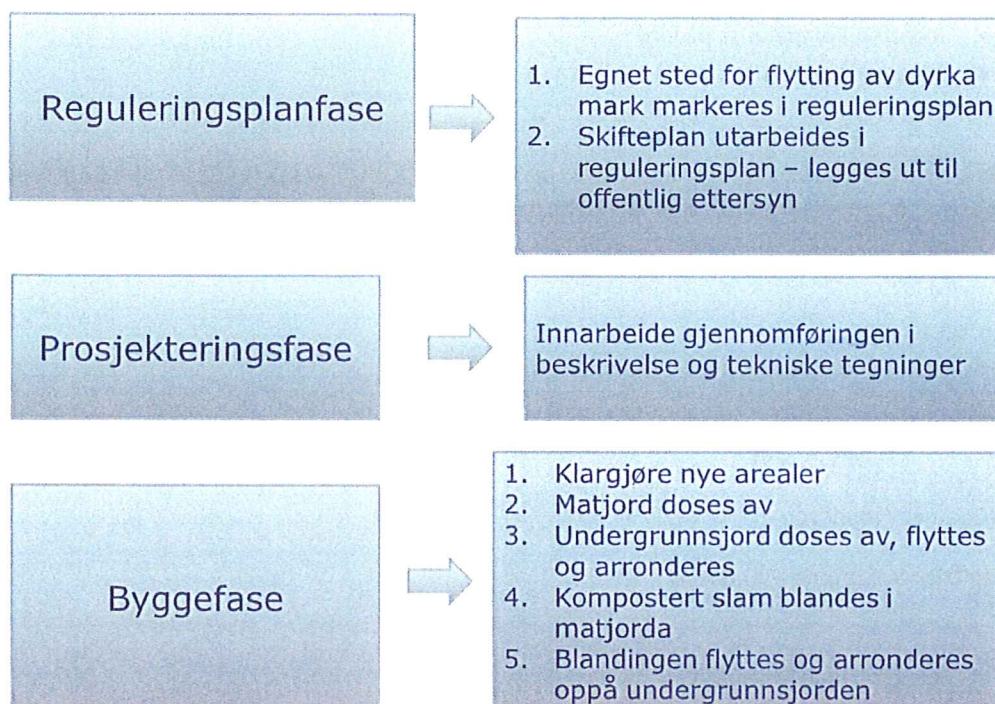 Reguleringsplanfase
1. Egnet sted for flytting av dyrka
mark markeres i reguleringsplan
2. Skifteplan utarbeides i
reguleringsplan – legges ut til
offentlig ettersyn
Prosjekteringsfase
Innarbeide gjennomføringen i
beskrivelse og tekniske tegninger
Byggefase
1. Klargjøre nye arealer
2. Matjord doses av
3. Undergrunnsjord doses av, flyttes
og arronderes
4. Kompostert slam blandes i
matjorda
5. Blandingen flyttes og arronderes
oppå undergrunnsjorden